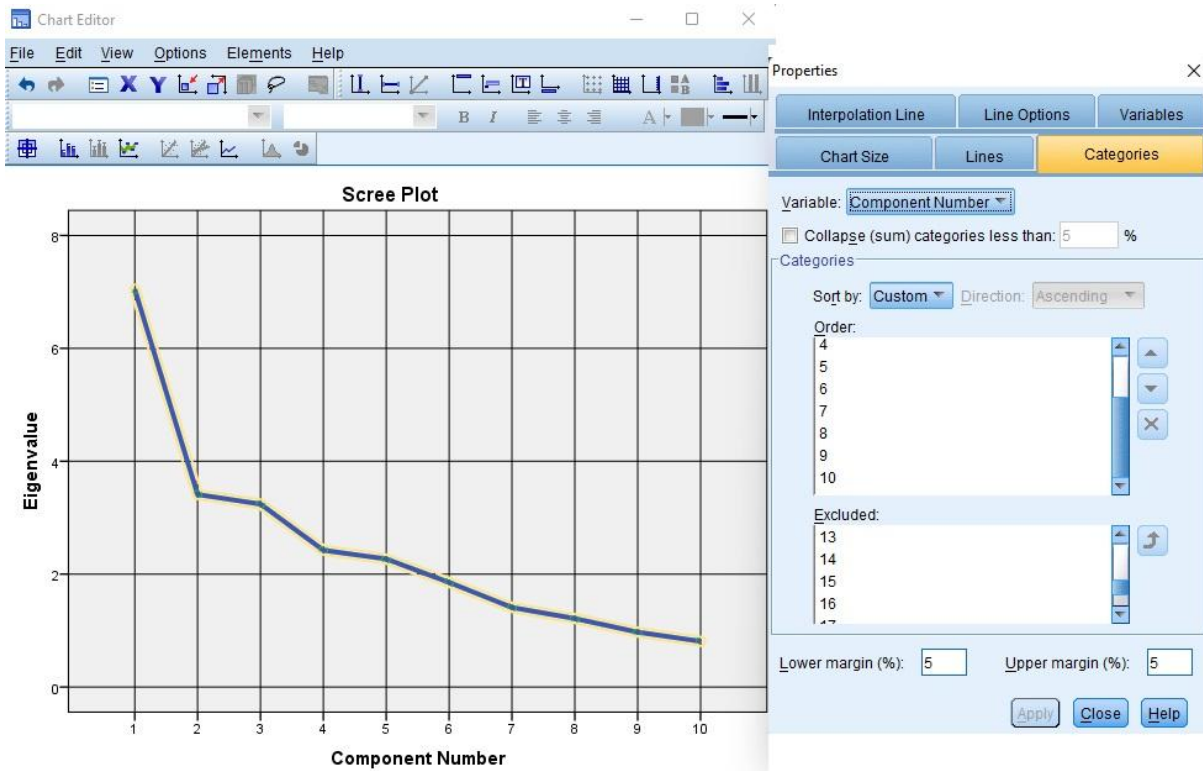 Chart Editor
File Edit View Options Elements Help
X Y
B I A
Scree Plot
Eigenvalue
8
6
4
2
0
1 2 3 4 5 6 7 8 9 10
Component Number
Properties
Interpolation Line Line Options Variables
Chart Size Lines Categories
Variable: Component Number
Collapse (sum) categories less than: 5 %
Categories
Sort by: Custom Direction: Ascending
Order:
4
5
6
7
8
9
10
Excluded:
13
14
15
16
17
Lower margin (%): 5 Upper margin (%): 5
Apply Close Help